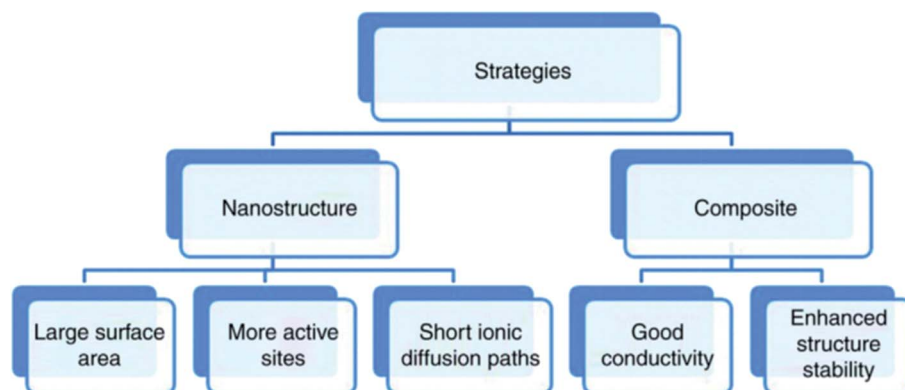 Strategies
Nanostructure
Composite
Large surface
area
More active
sites
Short ionic
diffusion paths
Good
conductivity
Enhanced
structure
stability